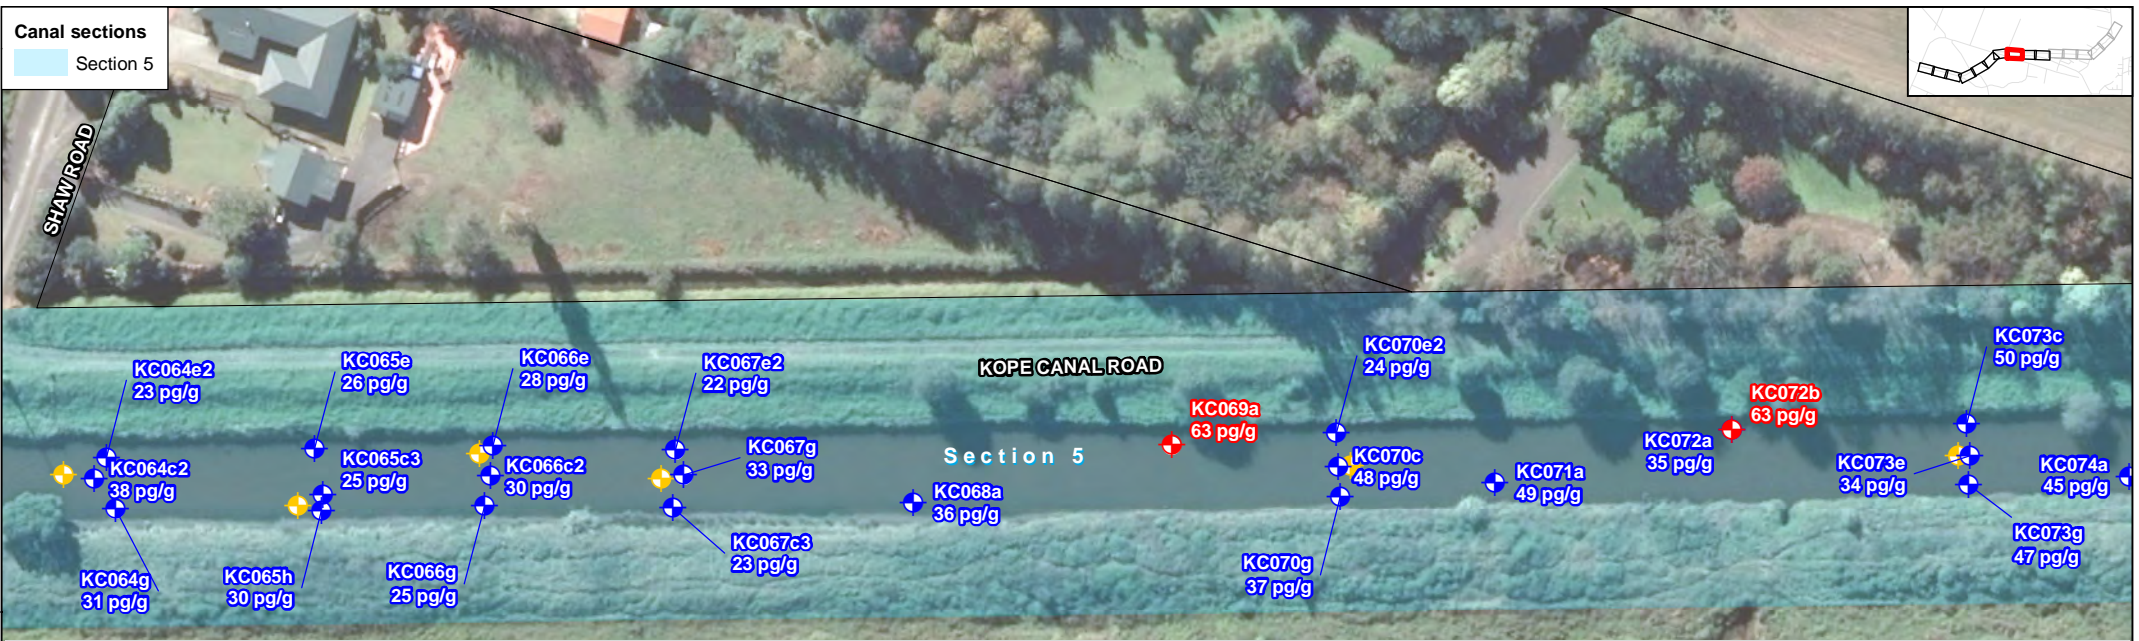 Canal sections
Section 5
SHAW ROAD
KOPE CANAL ROAD
Section 5
KC064e2
23 pg/g
KC064c2
38 pg/g
KC064g
31 pg/g
KC065e
26 pg/g
KC065c3
25 pg/g
KC065h
30 pg/g
KC066e
28 pg/g
KC066c2
30 pg/g
KC066g
25 pg/g
KC067e2
22 pg/g
KC067g
33 pg/g
KC067c3
23 pg/g
KC068a
36 pg/g
KC069a
63 pg/g
KC070e2
24 pg/g
KC070c
48 pg/g
KC070g
37 pg/g
KC071a
49 pg/g
KC072a
35 pg/g
KC072b
63 pg/g
KC073c
50 pg/g
KC073e
34 pg/g
KC073g
47 pg/g
KC074a
45 pg/g